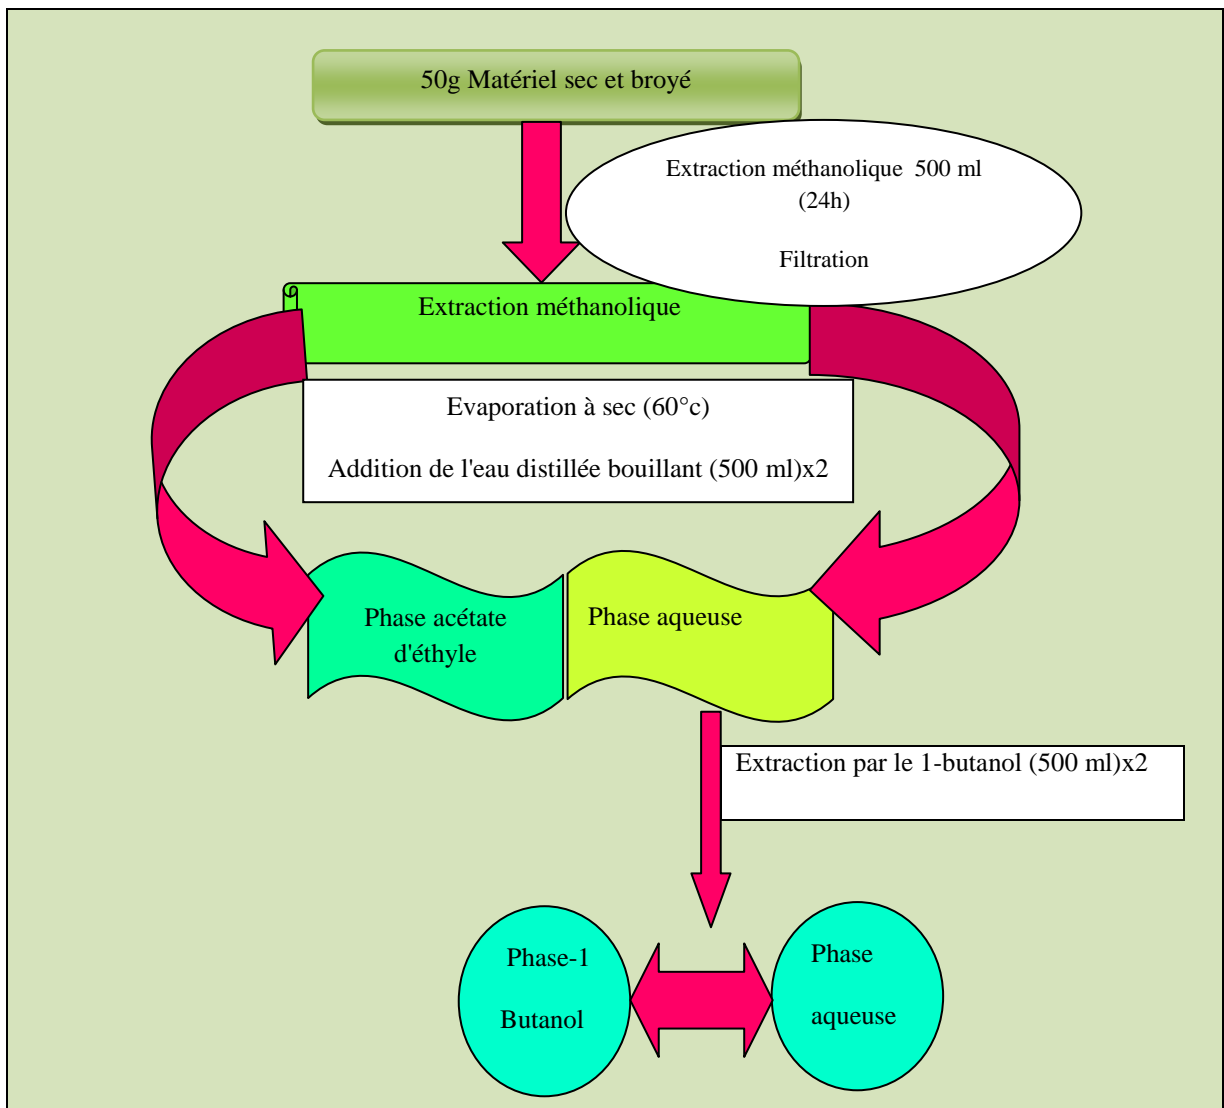 50g Matériel sec et broyé
Extraction méthanolique 500 ml
(24h)
Filtration
Extraction méthanolique
Evaporation à sec (60°c)
Addition de l'eau distillée bouillant (500 ml)x2
Phase acétate
d'éthyle
Phase aqueuse
Extraction par le 1-butanol (500 ml)x2
Phase-1
Butanol
Phase
aqueuse